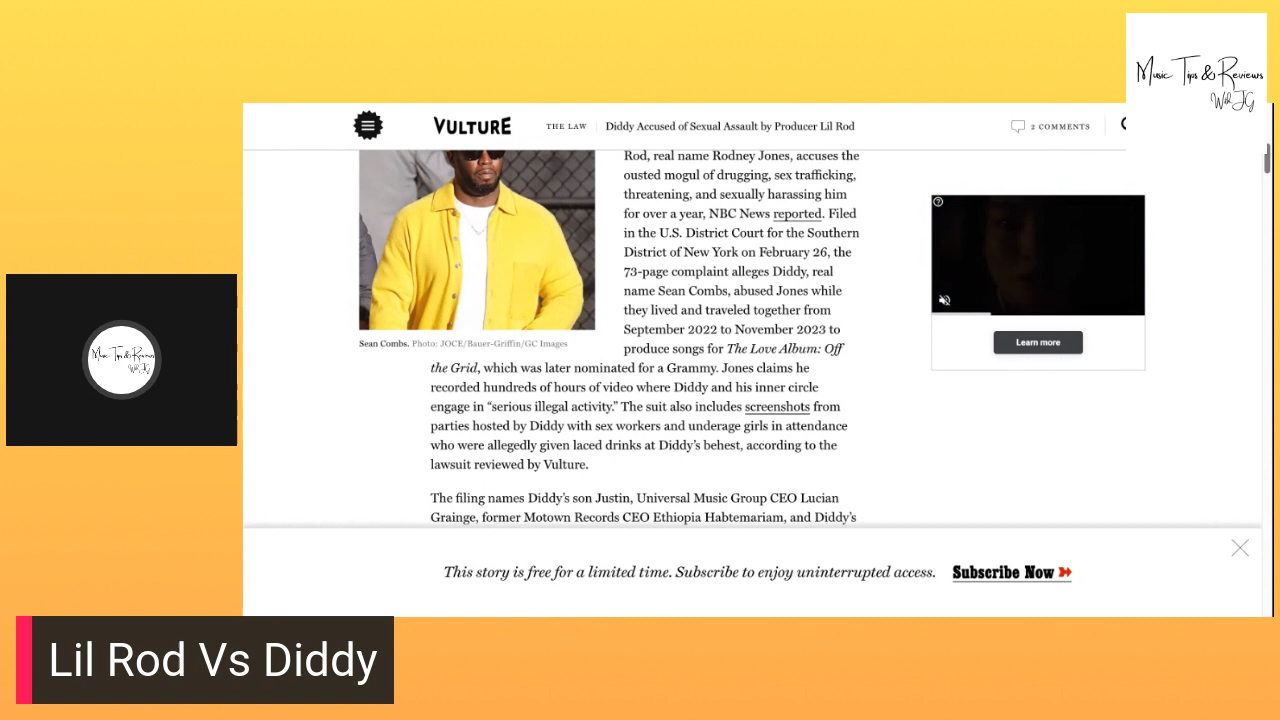 Music Tips & Reviews
With JG
VULTURE
THE LAW
Diddy Accused of Sexual Assault by Producer Lil Rod
2 COMMENTS
Rod, real name Rodney Jones, accuses the
ousted mogul of drugging, sex trafficking,
threatening, and sexually harassing him
for over a year, NBC News reported. Filed
in the U.S. District Court for the Southern
District of New York on February 26, the
73-page complaint alleges Diddy, real
name Sean Combs, abused Jones while
they lived and traveled together from
September 2022 to November 2023 to
produce songs for The Love Album: Off
the Grid, which was later nominated for a Grammy. Jones claims he
recorded hundreds of hours of video where Diddy and his inner circle
engage in “serious illegal activity.” The suit also includes screenshots from
parties hosted by Diddy with sex workers and underage girls in attendance
who were allegedly given laced drinks at Diddy’s behest, according to the
lawsuit reviewed by Vulture.
The filing names Diddy’s son Justin, Universal Music Group CEO Lucian
Grainge, former Motown Records CEO Ethiopia Habtemariam, and Diddy’s
Sean Combs. Photo: JOCE/Bauer-Griffin/GC Images
Learn more
Music Tips & Reviews
With JG
This story is free for a limited time. Subscribe to enjoy uninterrupted access.
Subscribe Now
Lil Rod Vs Diddy